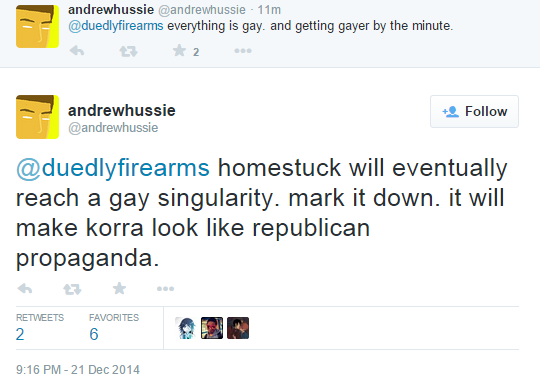 andrewhussie @andrewhussie · 11m
@duedlyfirearms everything is gay. and getting gayer by the minute.
2
andrewhussie
@andrewhussie
Follow
@duedlyfirearms homestuck will eventually
reach a gay singularity. mark it down. it will
make korra look like republican
propaganda.
RETWEETS FAVORITES
2 6
9:16 PM - 21 Dec 2014